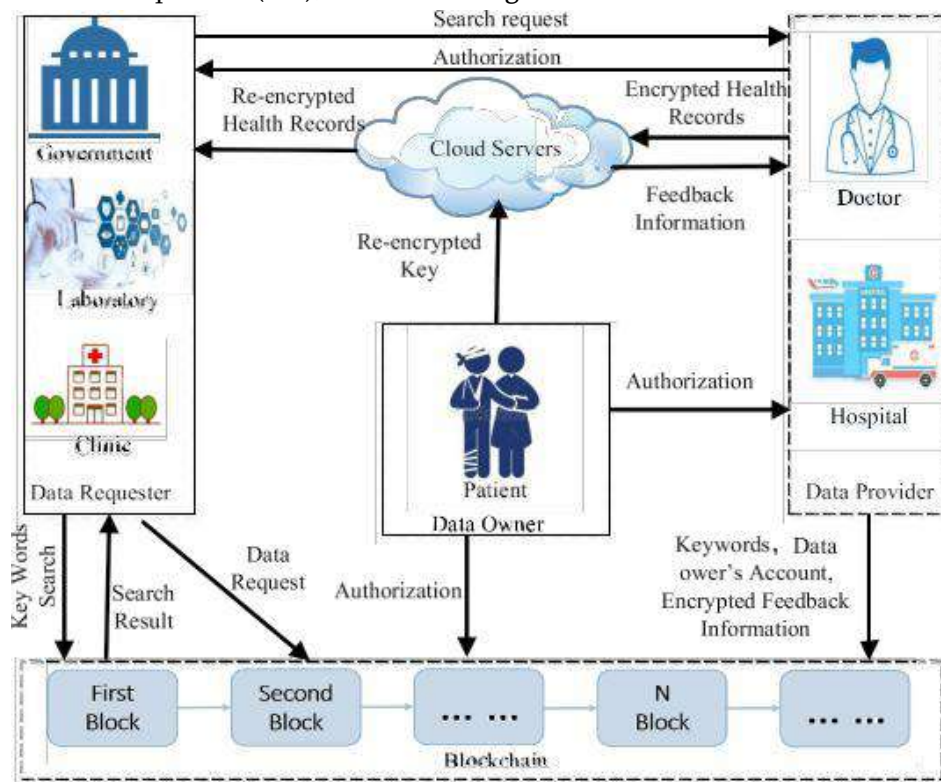 Search request
Authorization
Re-encrypted
Health Records
Encrypted Health
Records
Cloud Servers
Government
Feedback
Information
Doctor
Re-encrypted
Key
Laboratory
Authorization
Clinic
Hospital
Patient
Data Requester
Data Owner
Data Provider
Key Words
Search
Search
Result
Data
Request
Authorization
Keywords, Data
ower's Account,
Encrypted Feedback
Information
First
Block
Second
Block
... ...
N
Block
... ...
Blockchain